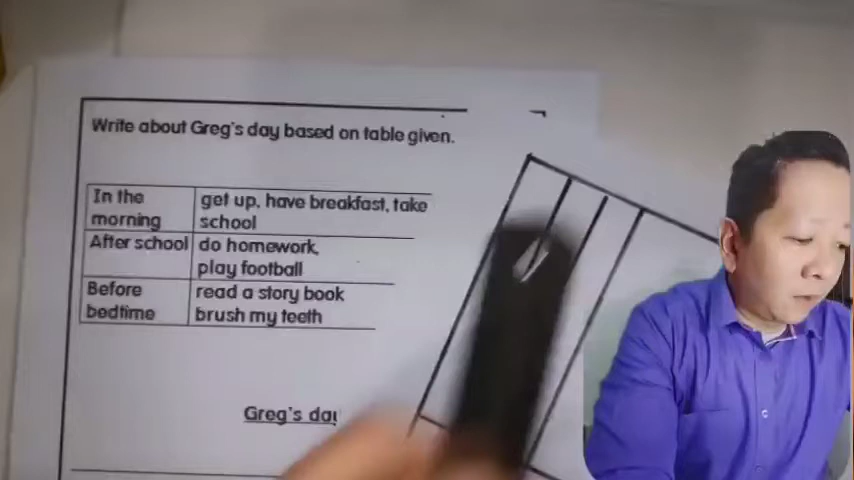 Write about Greg's day based on table given.
In the
morning
get up, have breakfast, take
school
After school
do homework,
play football
Before
bedtime
read a story book
brush my teeth
Greg's day